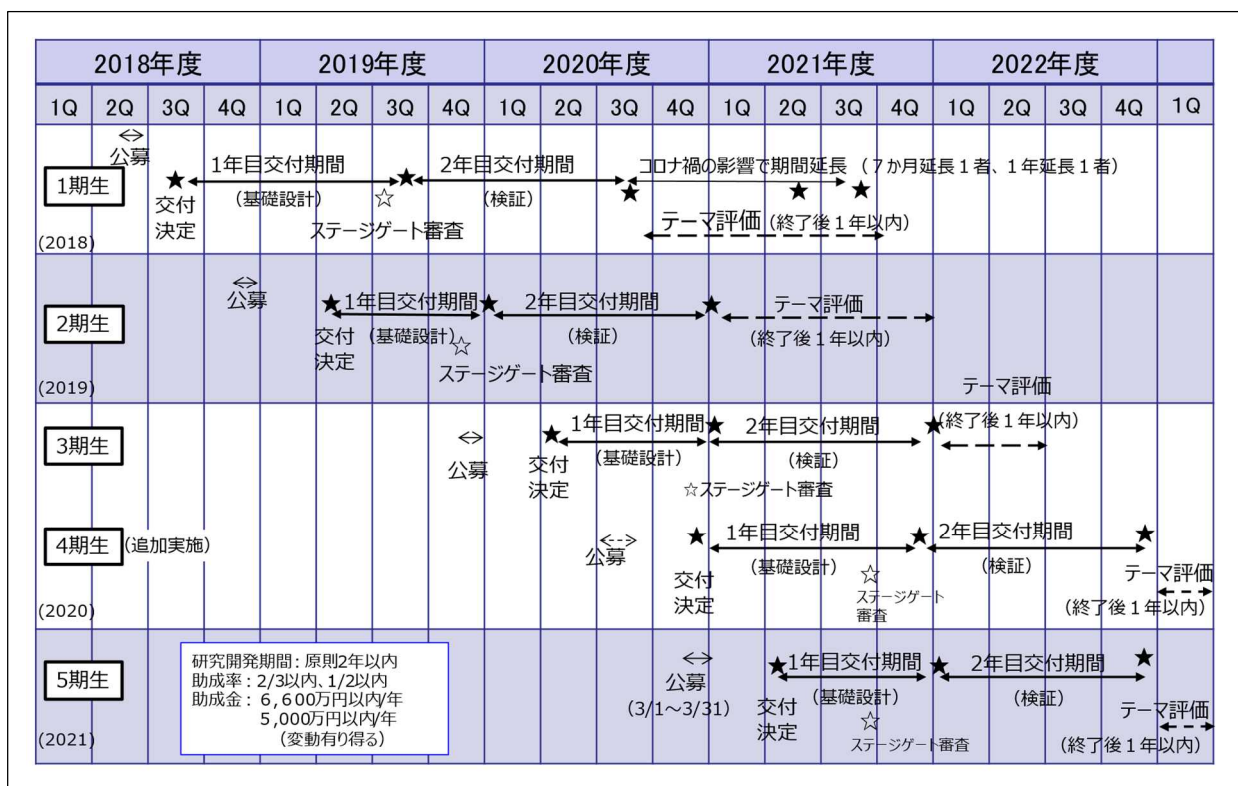 2018年度 2019年度 2020年度 2021年度 2022年度
1Q 2Q 3Q 4Q 1Q 2Q 3Q 4Q 1Q 2Q 3Q 4Q 1Q 2Q 3Q 4Q 1Q 2Q 3Q 4Q 1Q
公募
1期生
(2018)
交付
決定
1年目交付期間
(基礎設計)
ステージゲート審査
2年目交付期間
(検証)
コロナ禍の影響で期間延長 (7か月延長1者、1年延長1者)
テーマ評価 (終了後1年以内)
2期生
(2019)
公募
交付
決定
1年目交付期間
(基礎設計)
ステージゲート審査
2年目交付期間
(検証)
テーマ評価
(終了後1年以内)
3期生
公募
交付
決定
1年目交付期間
(基礎設計)
ステージゲート審査
2年目交付期間
(検証)
テーマ評価
(終了後1年以内)
4期生 (追加実施)
(2020)
公募
交付
決定
1年目交付期間
(基礎設計)
ステージゲート
審査
2年目交付期間
(検証)
テーマ評価
(終了後1年以内)
5期生
(2021)
研究開発期間: 原則2年以内
助成率: 2/3以内、1/2以内
助成金: 6,600万円以内/年
5,000万円以内/年
(変動有り得る)
公募
(3/1~3/31)
交付
決定
1年目交付期間
(基礎設計)
ステージゲート審査
2年目交付期間
(検証)
テーマ評価
(終了後1年以内)